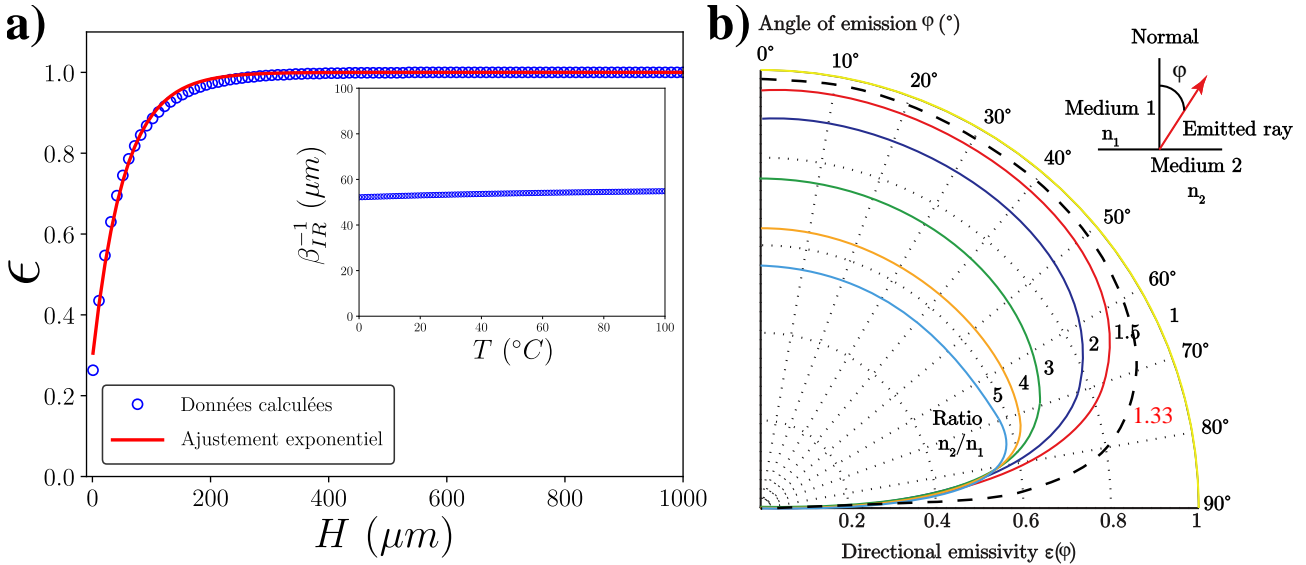 a)
ϵ
1.0
0.8
0.6
0.4
0.2
0.0
0
200
400
600
800
1000
H (μm)
Données calculées
Ajustement exponentiel
β_IR^{-1} (μm)
100
80
60
40
20
0
0
20
40
60
80
100
T (°C)
b)
Angle of emission φ (°)
0°
10°
20°
30°
40°
50°
60°
70°
80°
90°
1
1.5
2
3
4
5
1.33
Ratio
n₂/n₁
0.2
0.4
0.6
0.8
1
Directional emissivity ε(φ)
Normal
φ
Medium 1
n₁
Emitted ray
Medium 2
n₂